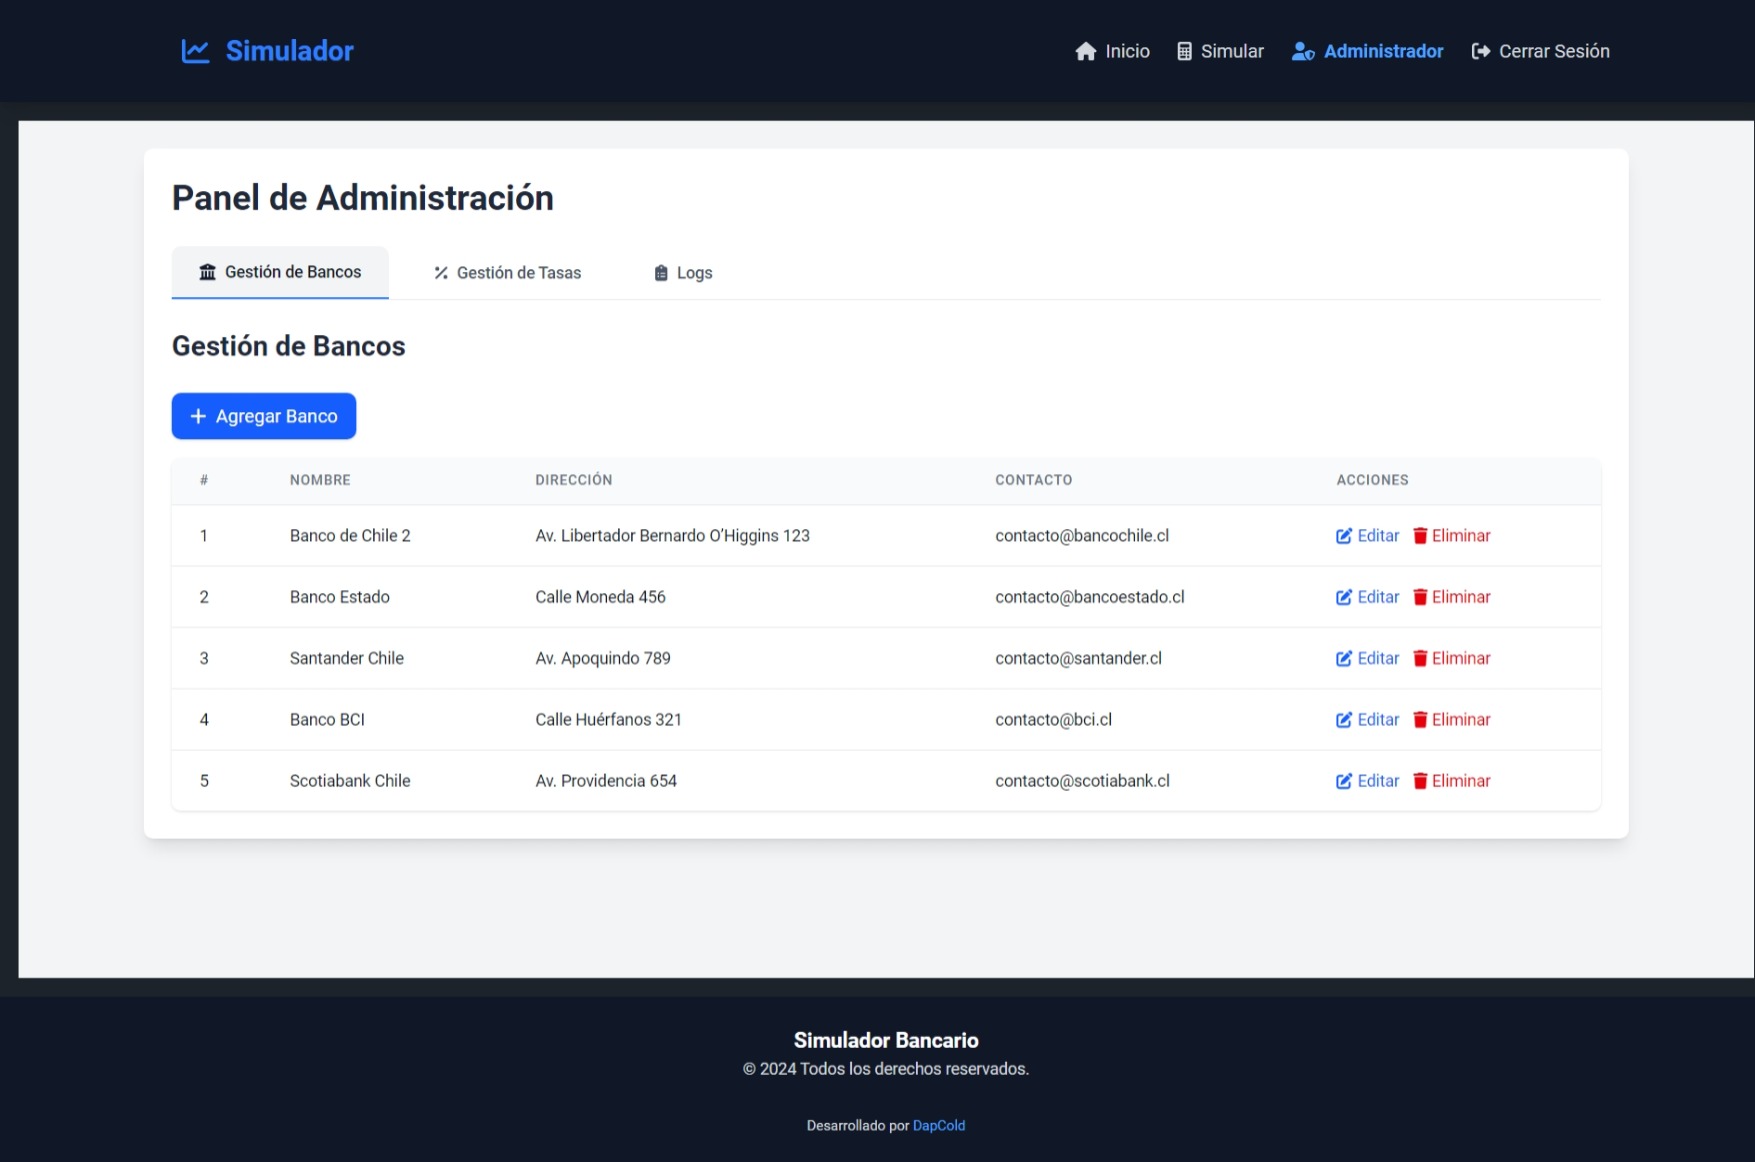 Simulador
Inicio Simular Administrador Cerrar Sesión
Panel de Administración
Gestión de Bancos Gestión de Tasas Logs
Gestión de Bancos
+ Agregar Banco
# NOMBRE DIRECCIÓN CONTACTO ACCIONES
1 Banco de Chile 2 Av. Libertador Bernardo O’Higgins 123 contacto@bancochile.cl Editar Eliminar
2 Banco Estado Calle Moneda 456 contacto@bancoestado.cl Editar Eliminar
3 Santander Chile Av. Apoquindo 789 contacto@santander.cl Editar Eliminar
4 Banco BCI Calle Huérfanos 321 contacto@bci.cl Editar Eliminar
5 Scotiabank Chile Av. Providencia 654 contacto@scotiabank.cl Editar Eliminar
Simulador Bancario
© 2024 Todos los derechos reservados.
Desarrollado por DapCold